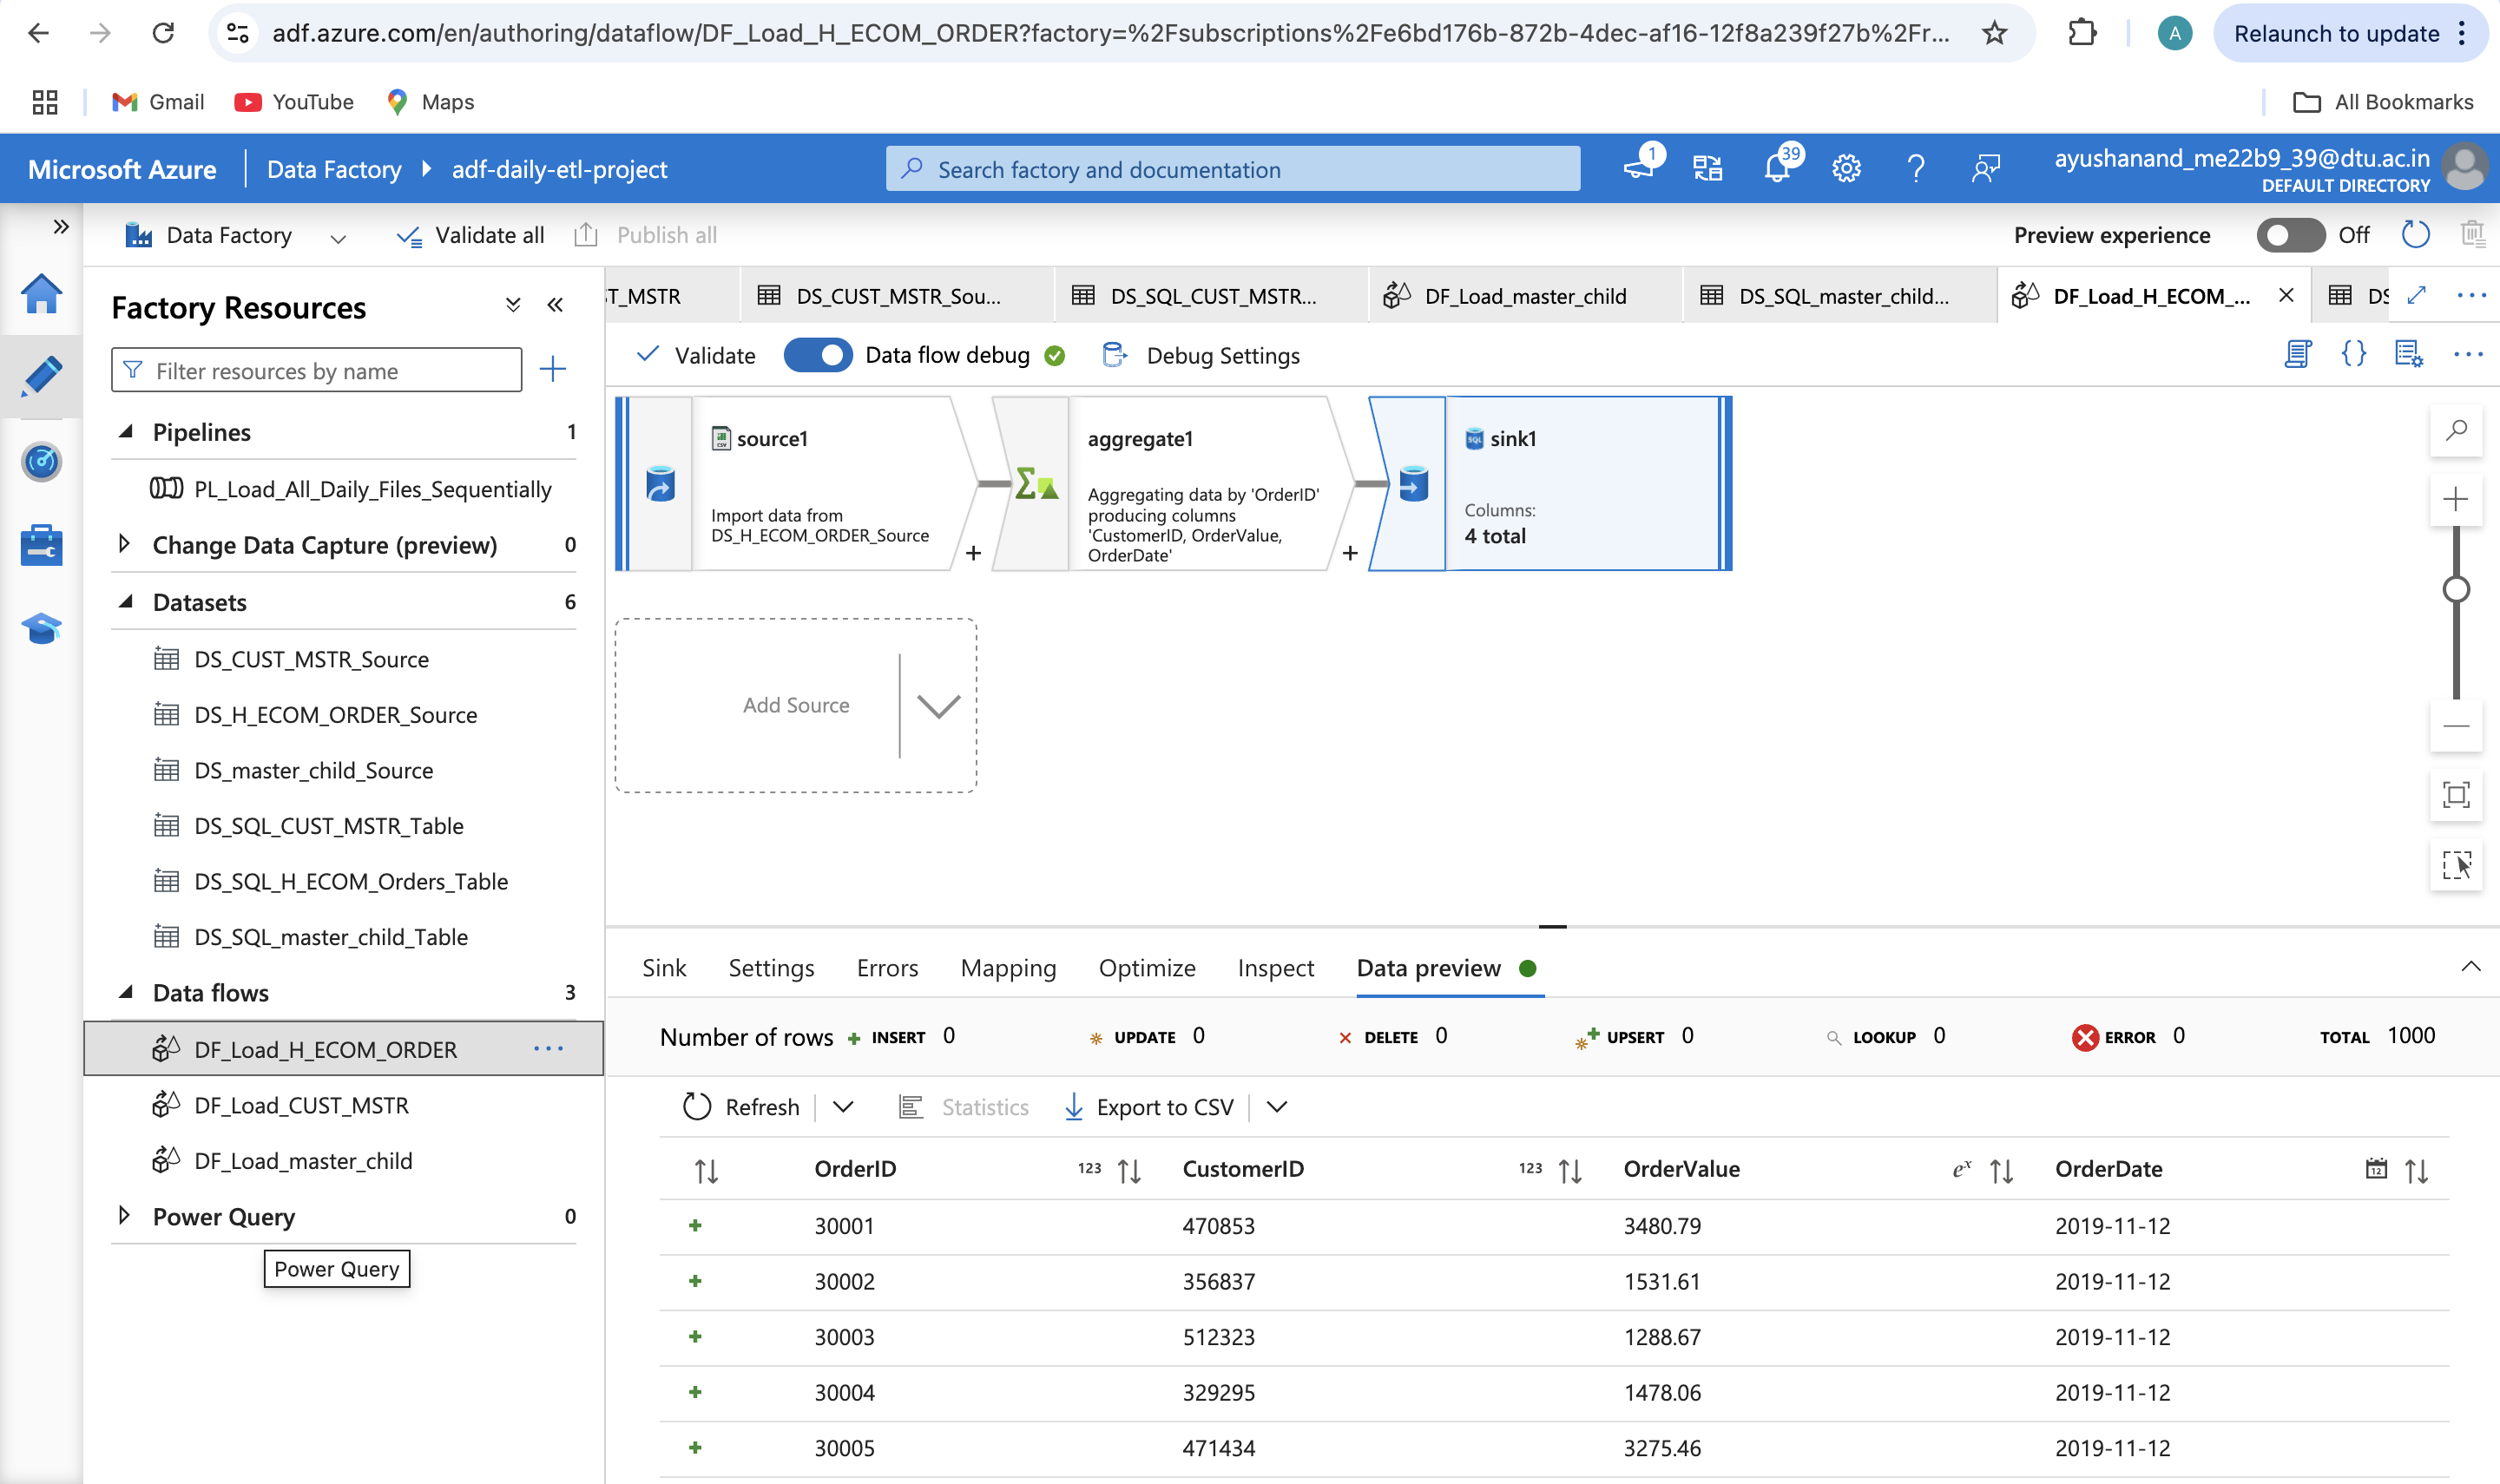 adf.azure.com/en/authoring/dataflow/DF_Load_H_ECOM_ORDER?factory=%2Fsubscriptions%2Fe6bd176b-872b-4dec-af16-12f8a239f27b%2Fr...
A
Relaunch to update
Gmail
YouTube
Maps
All Bookmarks
Microsoft Azure
Data Factory
adf-daily-etl-project
Search factory and documentation
1
39
ayushanand_me22b9_39@dtu.ac.in
DEFAULT DIRECTORY
Data Factory
Validate all
Publish all
Preview experience
Off
Factory Resources
Filter resources by name
Pipelines 1
PL_Load_All_Daily_Files_Sequentially
Change Data Capture (preview) 0
Datasets 6
DS_CUST_MSTR_Source
DS_H_ECOM_ORDER_Source
DS_master_child_Source
DS_SQL_CUST_MSTR_Table
DS_SQL_H_ECOM_Orders_Table
DS_SQL_master_child_Table
Data flows 3
DF_Load_H_ECOM_ORDER ...
DF_Load_CUST_MSTR
DF_Load_master_child
Power Query 0
Power Query
ST_MSTR
DS_CUST_MSTR_Sou...
DS_SQL_CUST_MSTR...
DF_Load_master_child
DS_SQL_master_child...
DF_Load_H_ECOM_...
DS
Validate
Data flow debug
Debug Settings
source1
CSV
Import data from
DS_H_ECOM_ORDER_Source
+
aggregate1
Aggregating data by 'OrderID'
producing columns
'CustomerID, OrderValue,
OrderDate'
+
SQL
sink1
Columns:
4 total
Add Source
Sink
Settings
Errors
Mapping
Optimize
Inspect
Data preview
Number of rows
INSERT 0
UPDATE 0
DELETE 0
UPSERT 0
LOOKUP 0
ERROR 0
TOTAL 1000
Refresh
Statistics
Export to CSV
OrderID 123 CustomerID 123 OrderValue eˣ OrderDate 12
30001 470853 3480.79 2019-11-12
30002 356837 1531.61 2019-11-12
30003 512323 1288.67 2019-11-12
30004 329295 1478.06 2019-11-12
30005 471434 3275.46 2019-11-12